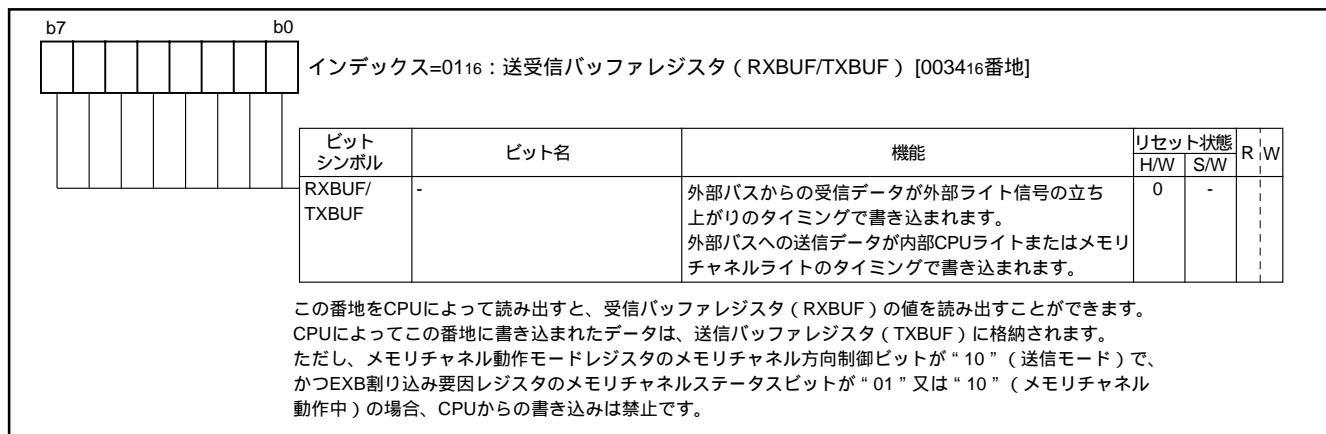 b7 b0
インデックス=0116：送受信バッファレジスタ（RXBUF/TXBUF） [003416番地]
ビット
シンボル
ビット名
機能
リセット状態
H/W S/W
R W
RXBUF/
TXBUF
-
外部バスからの受信データが外部ライト信号の立ち
上がりのタイミングで書き込まれます。
外部バスへの送信データが内部CPUライトまたはメモリ
チャネルライトのタイミングで書き込まれます。
0 -
この番地をCPUによって読み出すと、受信バッファレジスタ（RXBUF）の値を読み出すことができます。
CPUによってこの番地に書き込まれたデータは、送信バッファレジスタ（TXBUF）に格納されます。
ただし、メモリチャネル動作モードレジスタのメモリチャネル方向制御ビットが“10”（送信モード）で、
かつEXB割り込み要因レジスタのメモリチャネルステータスビットが“01”又は“10”（メモリチャネル
動作中）の場合、CPUからの書き込みは禁止です。